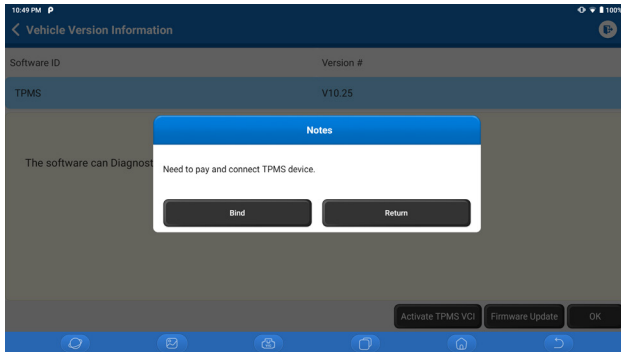 10:49 PM P 100%
Vehicle Version Information
Software ID Version #
TPMS V10.25
Notes
The software can Diagnost
Need to pay and connect TPMS device.
Bind Return
Activate TPMS VCI Firmware Update OK